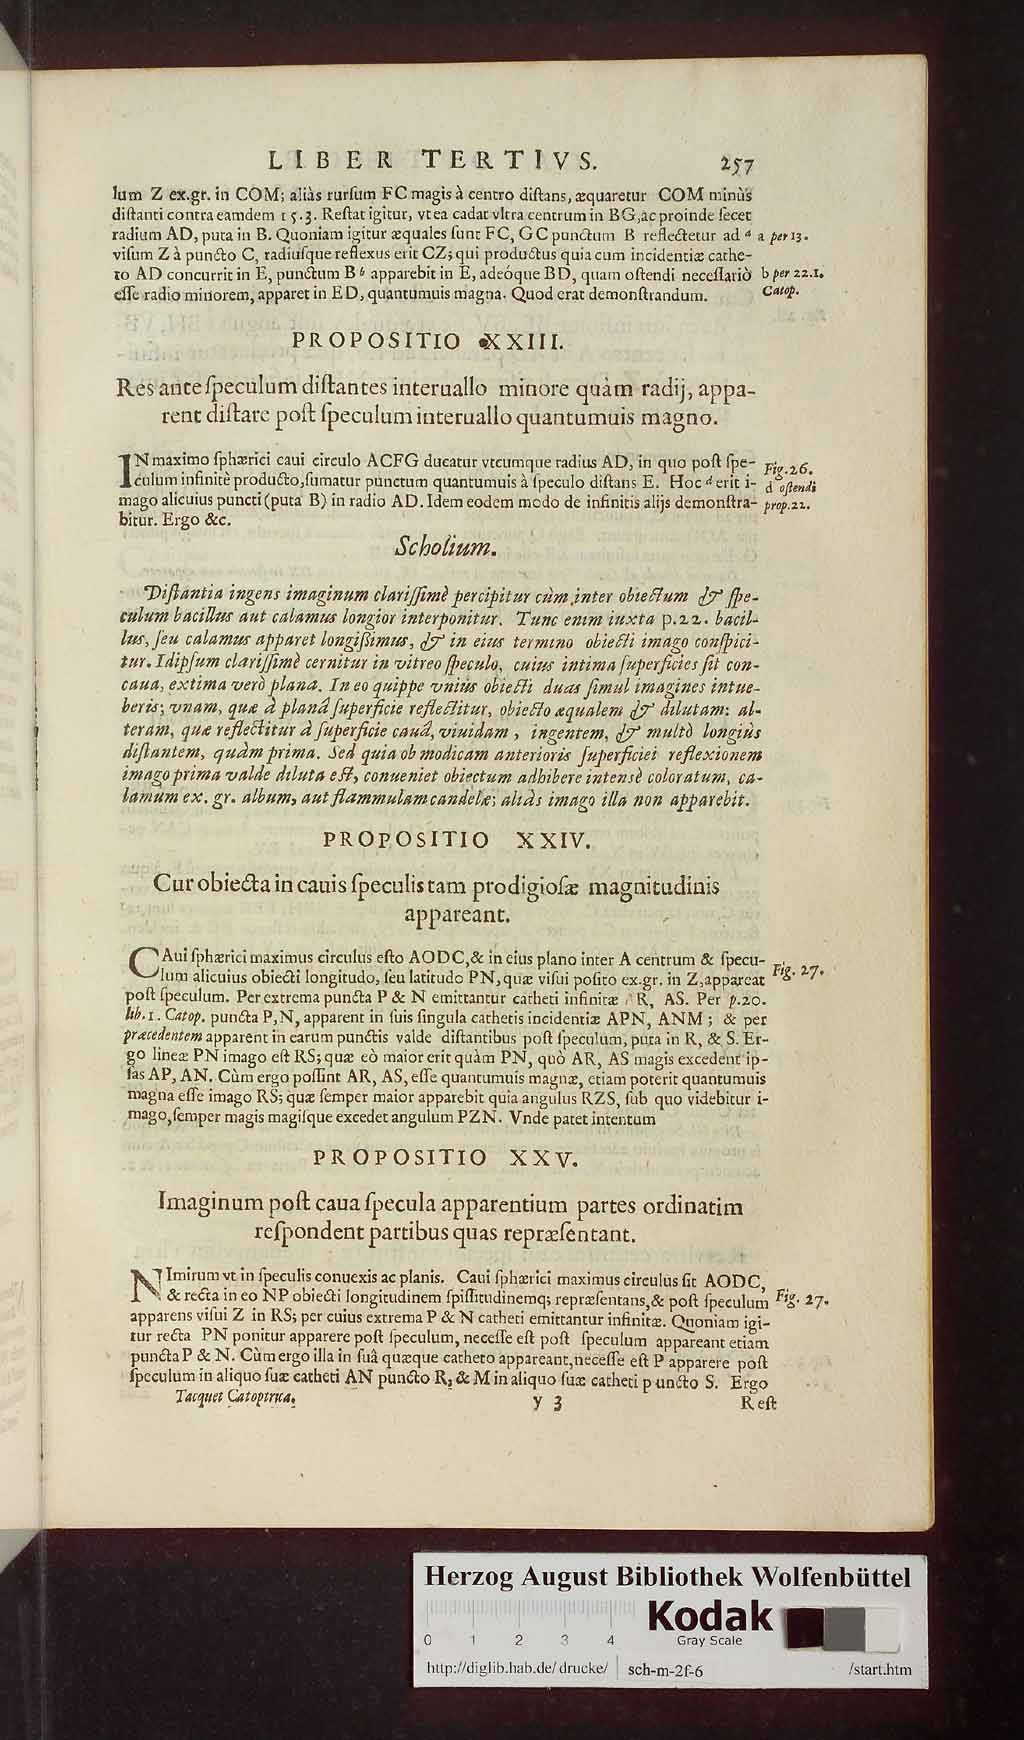 LIBER TERTIVS. 257
lum Z ex.gr. in COM; aliàs rurſum FC magis à centro diſtans, æquaretur COM minùs
diſtanti contra eamdem 15.3. Reſtat igitur, vt ea cadat vltra centrum in BG, ac proinde ſecet
radium AD, puta in B. Quoniam igitur æquales ſunt FC, GC punctum B reflectetur ad ᵃ a per 13.
viſum Z à puncto C, radiuſque reflexus erit CZ; qui productus quia cum incidentiæ cathe-
to AD concurrit in E, punctum B ᵇ apparebit in E, adeóque BD, quam oſtendi neceſſariò b per 22.1.
eſſe radio minorem, apparet in ED, quantumuis magna. Quod erat demonſtrandum. Catop.
PROPOSITIO XXIII.
Res ante ſpeculum diſtantes interuallo minore quàm radij, appa-
rent diſtare poſt ſpeculum interuallo quantumuis magno.
IN maximo ſphærici caui circulo ACFG ducatur vtcumque radius AD, in quo poſt ſpe- Fig. 26.
culum infinitè producto, ſumatur punctum quantumuis à ſpeculo diſtans E. Hoc ᵈ erit i- d oſtendi
mago alicuius puncti (puta B) in radio AD. Idem eodem modo de infinitis alijs demonſtra- prop.22.
bitur. Ergo &c.
Scholium.
Diſtantia ingens imaginum clariſſimè percipitur cùm inter obiectum & ſpe-
culum bacillus aut calamus longior interponitur. Tunc enim iuxta p.22. bacil-
lus, ſeu calamus apparet longiſſimus, & in eius termino obiecti imago conſpici-
tur. Idipſum clariſſimè cernitur in vitreo ſpeculo, cuius intima ſuperficies ſit con-
caua, extima verò plana. In eo quippe vnius obiecti duas ſimul imagines intue-
beris; vnam, quæ à planâ ſuperficie reflectitur, obiecto æqualem & dilutam: al-
teram, quæ reflectitur à ſuperficie cauâ, viuidam, ingentem, & multò longiùs
diſtantem, quàm prima. Sed quia ob modicam anterioris ſuperficiei reflexionem
imago prima valde diluta eſt, conueniet obiectum adhibere intensè coloratum, ca-
lamum ex. gr. album, aut flammulam candelæ; aliàs imago illa non apparebit.
PROPOSITIO XXIV.
Cur obiecta in cauis ſpeculis tam prodigioſæ magnitudinis
appareant.
CAui ſphærici maximus circulus eſto AODC, & in eius plano inter A centrum & ſpecu- Fig. 27.
lum alicuius obiecti longitudo, ſeu latitudo PN, quæ viſui poſito ex.gr. in Z, appareat
poſt ſpeculum. Per extrema puncta P & N emittantur catheti infinitæ R, AS. Per p.20.
lib.1. Catop. puncta P, N, apparent in ſuis ſingula cathetis incidentiæ APN, ANM; & per
præcedentem apparent in earum punctis valde diſtantibus poſt ſpeculum, puta in R, & S. Er-
go lineæ PN imago eſt RS; quæ eò maior erit quàm PN, quò AR, AS magis excedent ip-
ſas AP, AN. Cùm ergo poſſint AR, AS, eſſe quantumuis magnæ, etiam poterit quantumuis
magna eſſe imago RS; quæ ſemper maior apparebit quia angulus RZS, ſub quo videbitur i-
mago, ſemper magis magiſque excedet angulum PZN. Vnde patet intentum
PROPOSITIO XXV.
Imaginum poſt caua ſpecula apparentium partes ordinatim
reſpondent partibus quas repræſentant.
NImirum vt in ſpeculis conuexis ac planis. Caui ſphærici maximus circulus ſit AODC,
& recta in eo NP obiecti longitudinem ſpiſſitudinemq; repræſentans, & poſt ſpeculum Fig. 27.
apparens viſui Z in RS; per cuius extrema P & N catheti emittantur infinitæ. Quoniam igi-
tur recta PN ponitur apparere poſt ſpeculum, neceſſe eſt poſt ſpeculum appareant etiam
puncta P & N. Cùm ergo illa in ſuâ quæque catheto appareant, neceſſe eſt P apparere poſt
ſpeculum in aliquo ſuæ catheti AN puncto R, & M in aliquo ſuæ catheti puncto S. Ergo
Tacquet Catoptrica. y 3 Reſt
Herzog August Bibliothek Wolfenbüttel
Kodak
0 1 2 3 4 Gray Scale
http://diglib.hab.de/drucke/ sch-m-2f-6 /start.htm